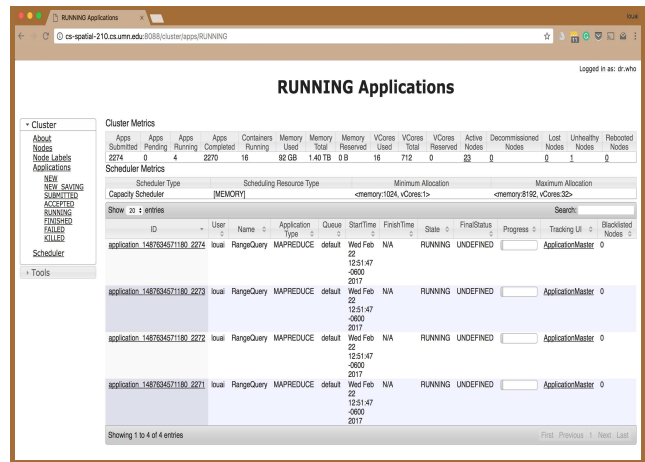 RUNNING Applications
louai
cs-spatial-210.cs.umn.edu:8088/cluster/apps/RUNNING
Logged in as: dr.who
RUNNING Applications
Cluster
About
Nodes
Node Labels
Applications
NEW
NEW_SAVING
SUBMITTED
ACCEPTED
RUNNING
FINISHED
FAILED
KILLED
Scheduler
Tools
Cluster Metrics
Apps Submitted Apps Pending Apps Running Apps Completed Containers Running Memory Used Memory Total Memory Reserved VCores Used VCores Total VCores Reserved Active Nodes Decommissioned Nodes Lost Nodes Unhealthy Nodes Rebooted Nodes
2274 0 4 2270 16 92 GB 1.40 TB 0 B 16 712 0 23 0 0 1 0
Scheduler Metrics
Scheduler Type Scheduling Resource Type Minimum Allocation Maximum Allocation
Capacity Scheduler [MEMORY] <memory:1024, vCores:1> <memory:8192, vCores:32>
Show 20 entries Search:
ID User Name Application Type Queue StartTime FinishTime State FinalStatus Progress Tracking UI Blacklisted Nodes
application_1487634571180_2274 louai RangeQuery MAPREDUCE default Wed Feb 22 12:51:47 -0600 2017 N/A RUNNING UNDEFINED ApplicationMaster 0
application_1487634571180_2273 louai RangeQuery MAPREDUCE default Wed Feb 22 12:51:47 -0600 2017 N/A RUNNING UNDEFINED ApplicationMaster 0
application_1487634571180_2272 louai RangeQuery MAPREDUCE default Wed Feb 22 12:51:47 -0600 2017 N/A RUNNING UNDEFINED ApplicationMaster 0
application_1487634571180_2271 louai RangeQuery MAPREDUCE default Wed Feb 22 12:51:47 -0600 2017 N/A RUNNING UNDEFINED ApplicationMaster 0
Showing 1 to 4 of 4 entries First Previous 1 Next Last